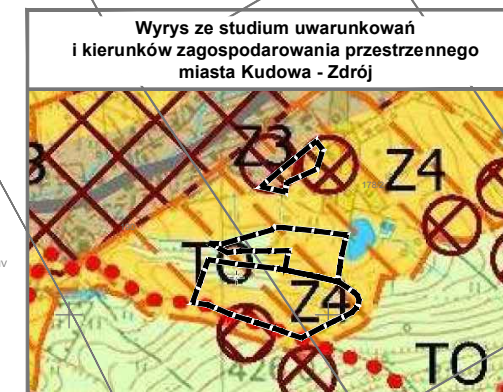 Wyrys ze studium uwarunkowań
i kierunków zagospodarowania przestrzennego
miasta Kudowa - Zdrój
Z3
Z4
TO
Z4
TO